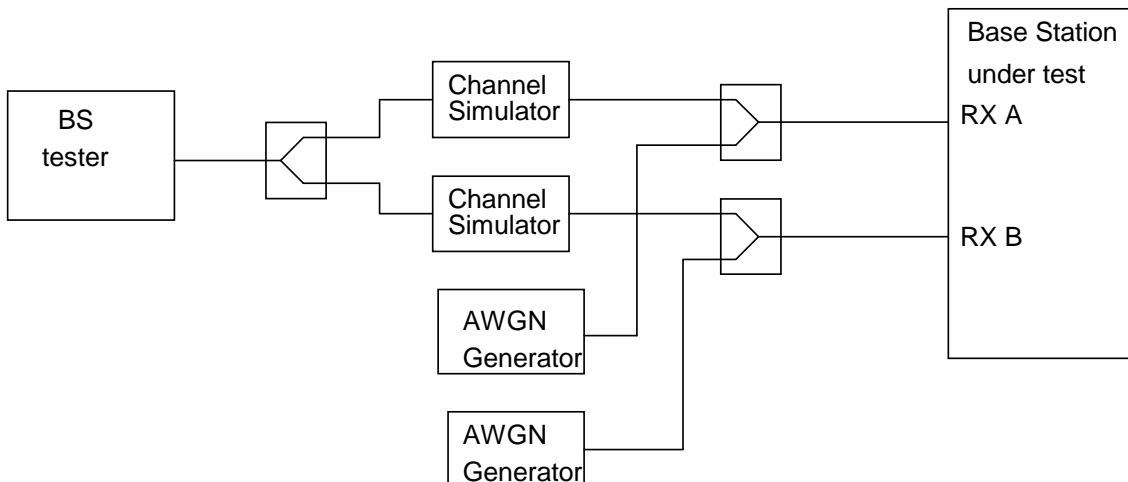 BS
tester
Channel
Simulator
Channel
Simulator
AWGN
Generator
AWGN
Generator
Base Station
under test
RX A
RX B